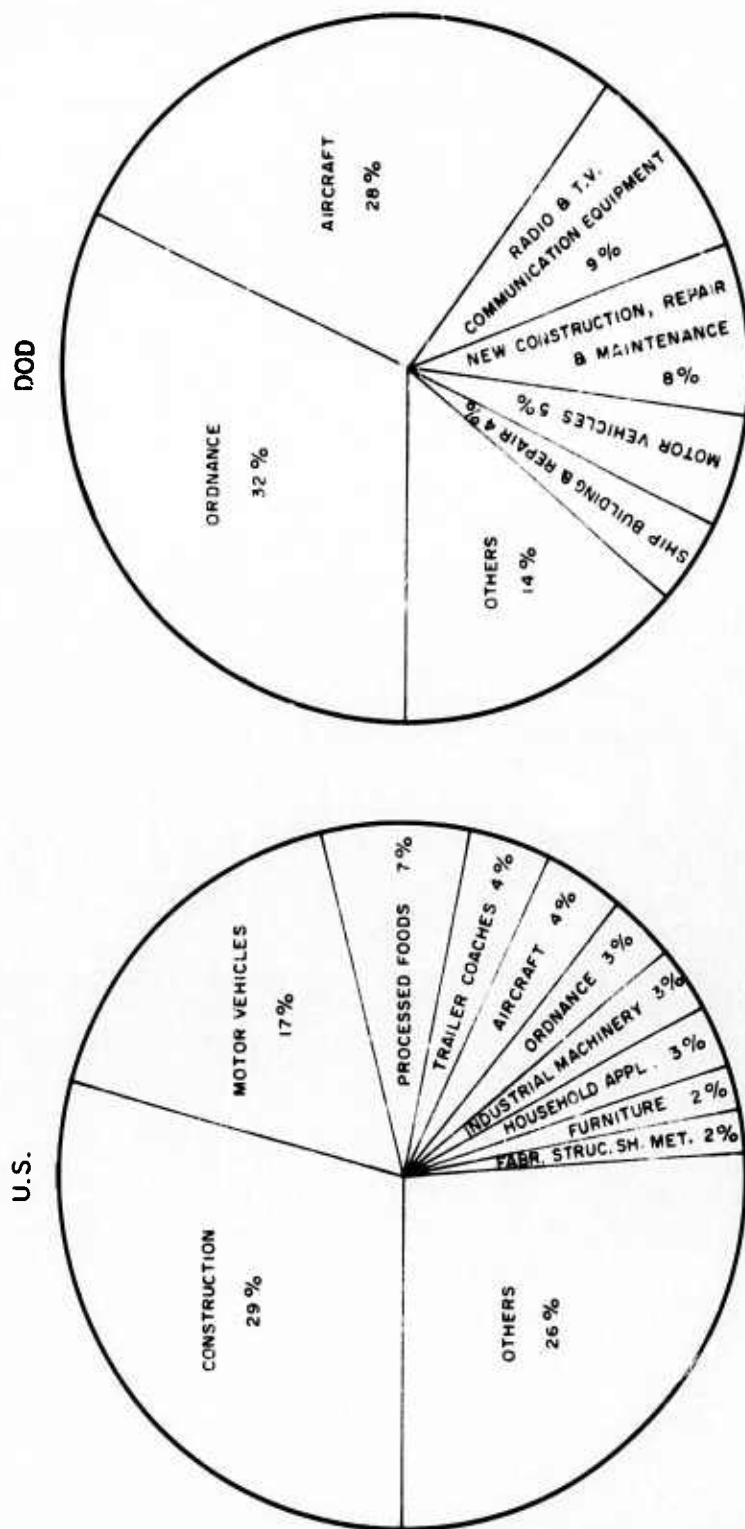 U.S.
CONSTRUCTION
29%
MOTOR VEHICLES
17%
PROCESSED FOODS 7%
TRAILER COACHES 4%
AIRCRAFT 4%
ORDNANCE 3%
INDUSTRIAL MACHINERY 3%
HOUSEHOLD APPL. 3%
FURNITURE 2%
FABR. STRUC. SH. MET. 2%
OTHERS
26%
DOD
ORDNANCE
32%
AIRCRAFT
28%
RADIO & T.V.
COMMUNICATION EQUIPMENT
9%
NEW CONSTRUCTION, REPAIR
& MAINTENANCE
8%
MOTOR VEHICLES 5%
SHIP BUILDING & REPAIR 4%
OTHERS
14%